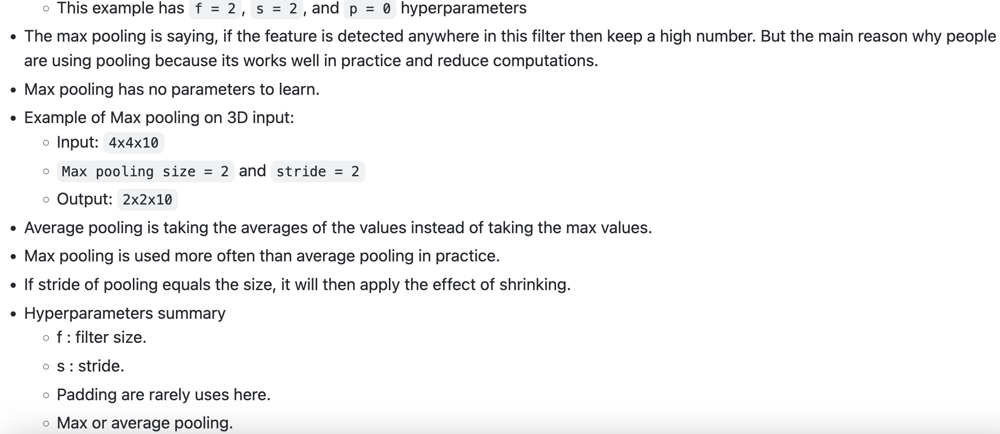 This example has f = 2, s = 2, and p = 0 hyperparameters
The max pooling is saying, if the feature is detected anywhere in this filter then keep a high number. But the main reason why people
are using pooling because its works well in practice and reduce computations.
Max pooling has no parameters to learn.
Example of Max pooling on 3D input:
Input: 4x4x10
Max pooling size = 2 and stride = 2
Output: 2x2x10
Average pooling is taking the averages of the values instead of taking the max values.
Max pooling is used more often than average pooling in practice.
If stride of pooling equals the size, it will then apply the effect of shrinking.
Hyperparameters summary
f : filter size.
s : stride.
Padding are rarely uses here.
Max or average pooling.